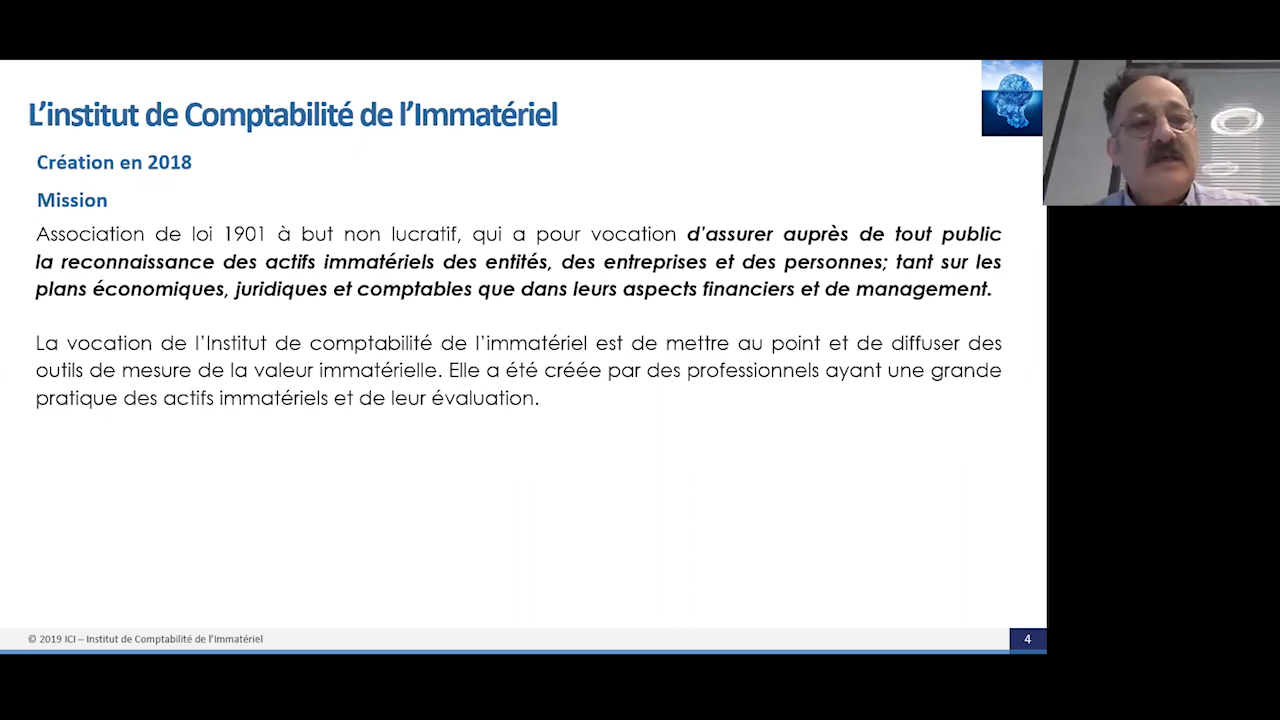 L’institut de Comptabilité de l’Immatériel
Création en 2018
Mission
Association de loi 1901 à but non lucratif, qui a pour vocation d’assurer auprès de tout public
la reconnaissance des actifs immatériels des entités, des entreprises et des personnes; tant sur les
plans économiques, juridiques et comptables que dans leurs aspects financiers et de management.
La vocation de l’Institut de comptabilité de l’immatériel est de mettre au point et de diffuser des
outils de mesure de la valeur immatérielle. Elle a été créée par des professionnels ayant une grande
pratique des actifs immatériels et de leur évaluation.
© 2019 ICI – Institut de Comptabilité de l’Immatériel
4